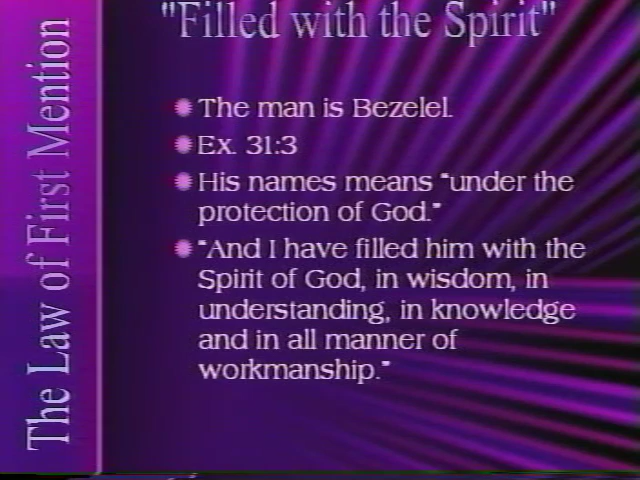 "Filled with the Spirit"
The Law of First Mention
The man is Bezelel.
Ex. 31:3
His names means “under the
protection of God.”
“And I have filled him with the
Spirit of God, in wisdom, in
understanding, in knowledge
and in all manner of
workmanship.”